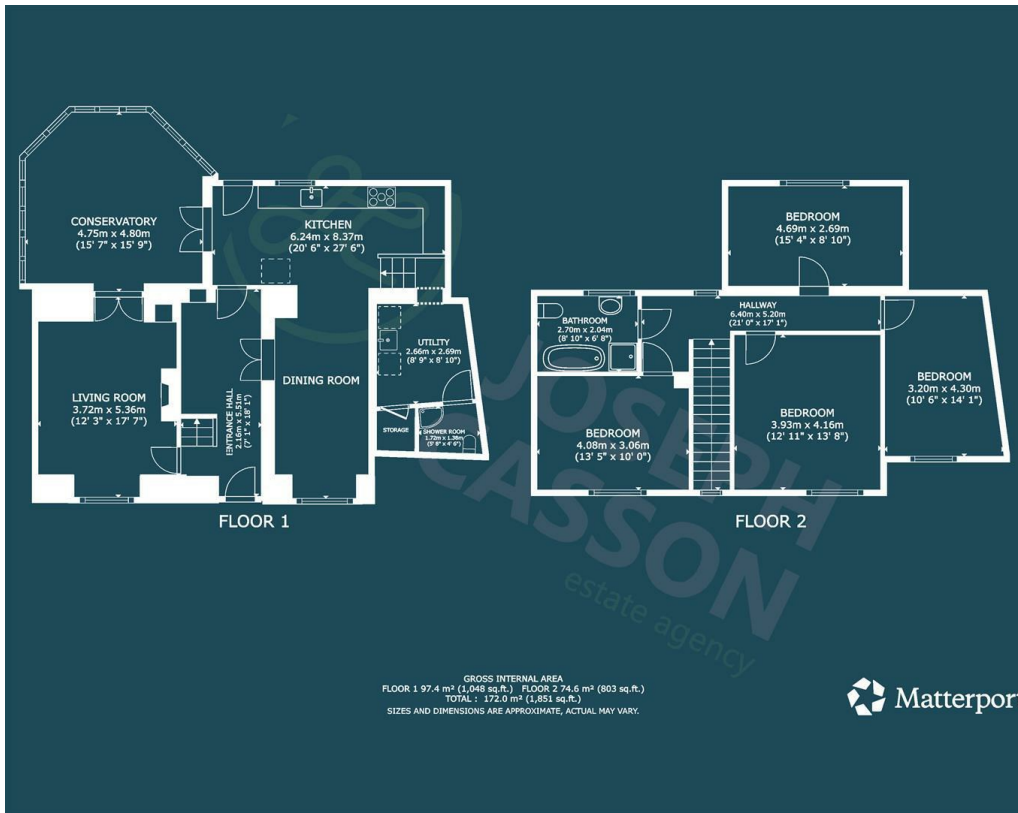 CONSERVATORY
4.75m x 4.80m
(15' 7" x 15' 9")
KITCHEN
6.24m x 8.37m
(20' 6" x 27' 6")
UTILITY
2.66m x 2.69m
(8' 9" x 8' 10")
DINING ROOM
LIVING ROOM
3.72m x 5.36m
(12' 3" x 17' 7")
ENTRANCE HALL
2.16m x 5.51m
(7' 1" x 18' 1")
STORAGE
SHOWER ROOM
1.72m x 1.38m
(5' 8" x 4' 6")
FLOOR 1
BEDROOM
4.69m x 2.69m
(15' 4" x 8' 10")
HALLWAY
6.40m x 5.20m
(21' 0" x 17' 1")
BATHROOM
2.70m x 2.04m
(8' 10" x 6' 8")
BEDROOM
3.20m x 4.30m
(10' 6" x 14' 1")
BEDROOM
3.93m x 4.16m
(12' 11" x 13' 8")
BEDROOM
4.08m x 3.06m
(13' 5" x 10' 0")
FLOOR 2
JOSEPH
CASSON
estate agency
GROSS INTERNAL AREA
FLOOR 1 97.4 m² (1,048 sq.ft.) FLOOR 2 74.6 m² (803 sq.ft.)
TOTAL : 172.0 m² (1,851 sq.ft.)
SIZES AND DIMENSIONS ARE APPROXIMATE, ACTUAL MAY VARY.
Matterpor